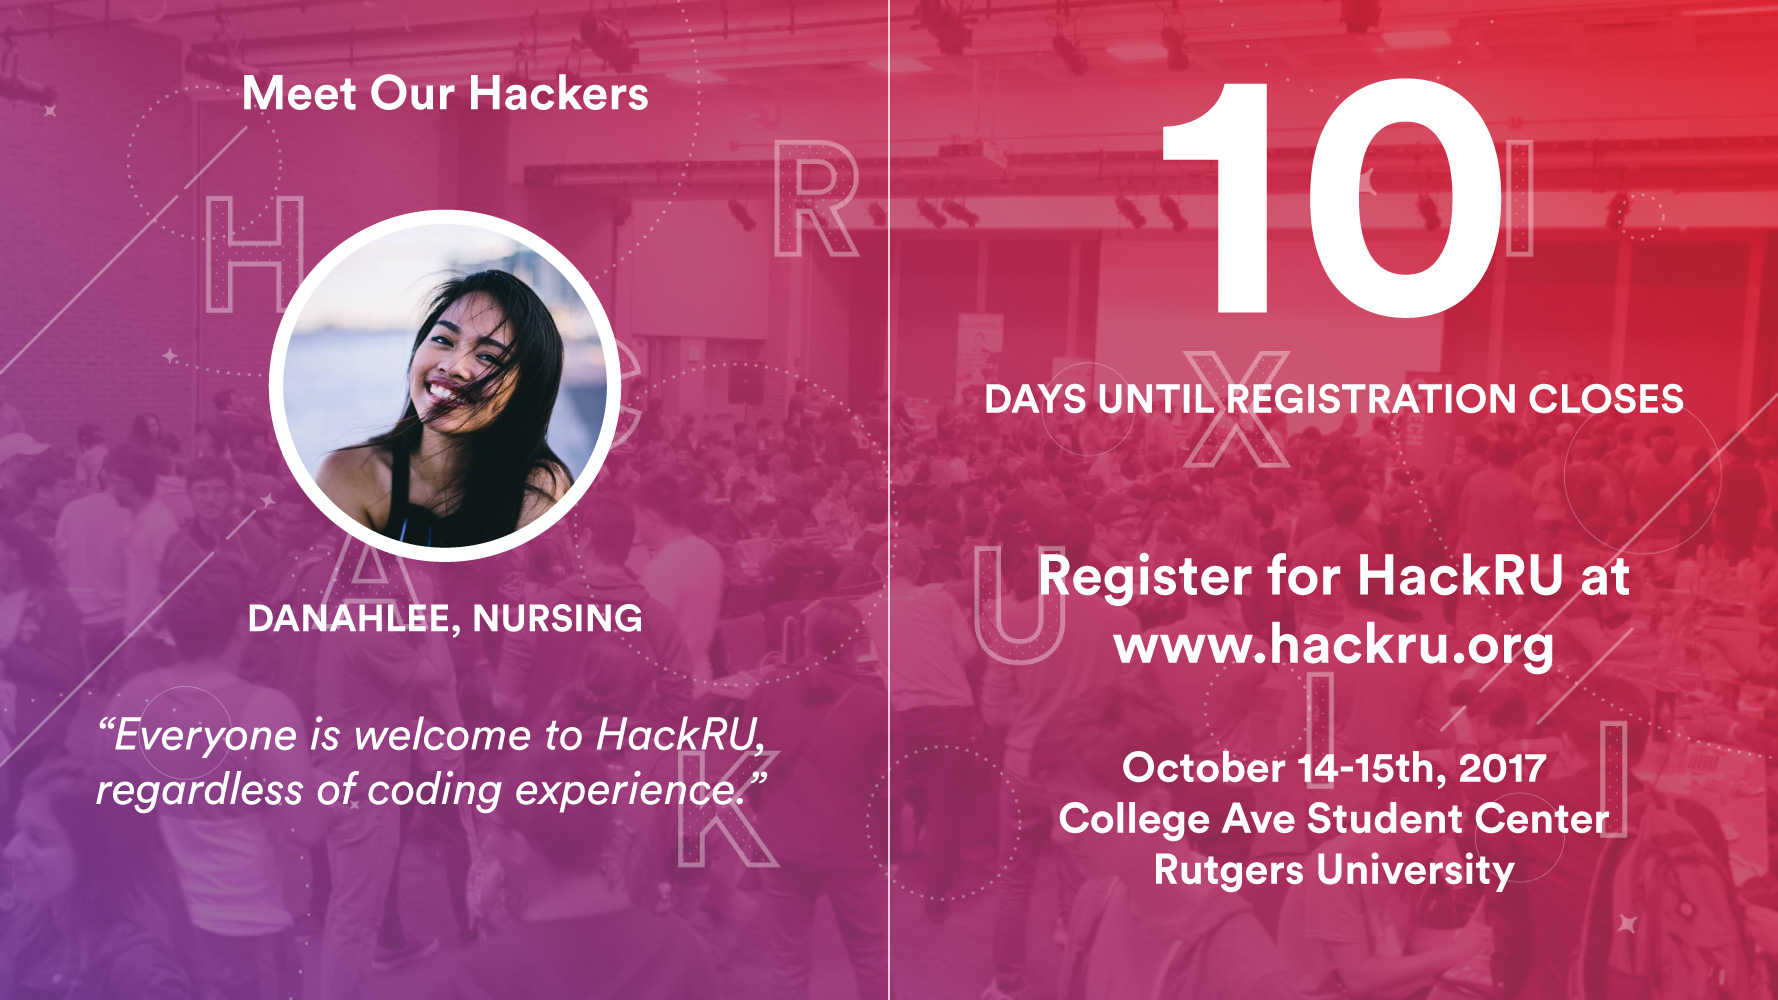 Meet Our Hackers
DANAHLEE, NURSING
“Everyone is welcome to HackRU,
regardless of coding experience.”
10
DAYS UNTIL REGISTRATION CLOSES
Register for HackRU at
www.hackru.org
October 14-15th, 2017
College Ave Student Center
Rutgers University
H
A
C
K
R
U
X
I
I
I